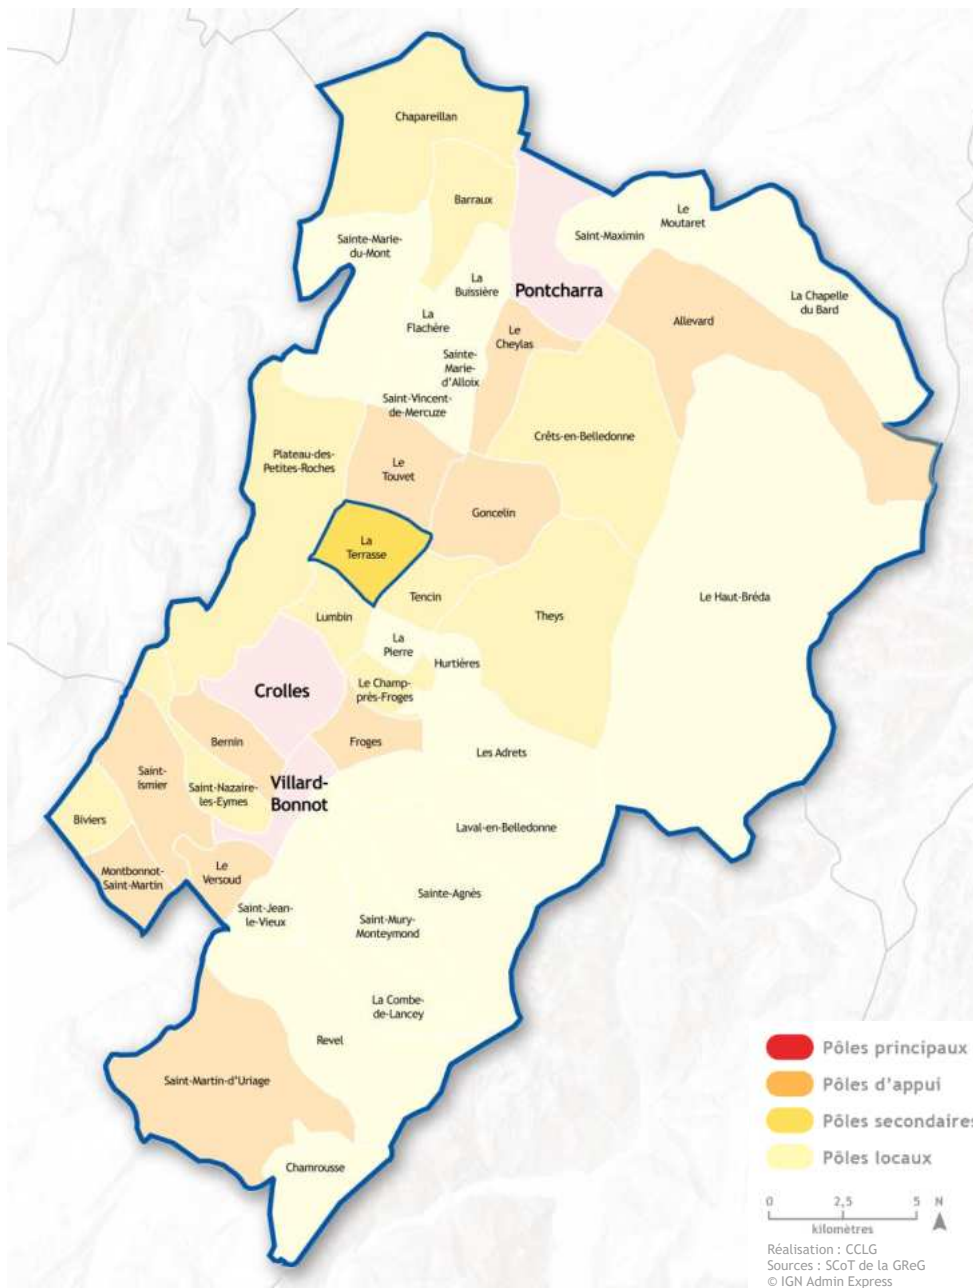 Chapareillan
Barraux
Le
Moutaret
Saint-Maximin
Sainte-Marie-
du-Mont
La
Buissière
Pontcharra
La Chapelle
du Bard
La
Flachère
Le
Cheylas
Allevard
Sainte-
Marie-
d'Alloix
Saint-Vincent-
de-Mercuze
Crêts-en-Belledonne
Plateau-des-
Petites-Roches
Le
Touvet
Goncelin
La
Terrasse
Tencin
Le Haut-Bréda
Lumbin
Theys
La
Pierre
Hurtières
Crolles
Le Champ-
près-Froges
Bernin
Froges
Les Adrets
Saint-
Ismier
Saint-Nazaire-
les-Eymes
Villard-
Bonnot
Biviers
Laval-en-Belledonne
Montbonnot-
Saint-Martin
Le
Versoud
Sainte-Agnès
Saint-Jean-
le-Vieux
Saint-Mury-
Monteymond
La Combe-
de-Lancey
Revel
Saint-Martin-d'Uriage
Chamrousse
Pôles principaux
Pôles d'appui
Pôles secondaires
Pôles locaux
0 2,5 5 N
kilomètres
Réalisation : CCLG
Sources : SCoT de la GReG
© IGN Admin Express